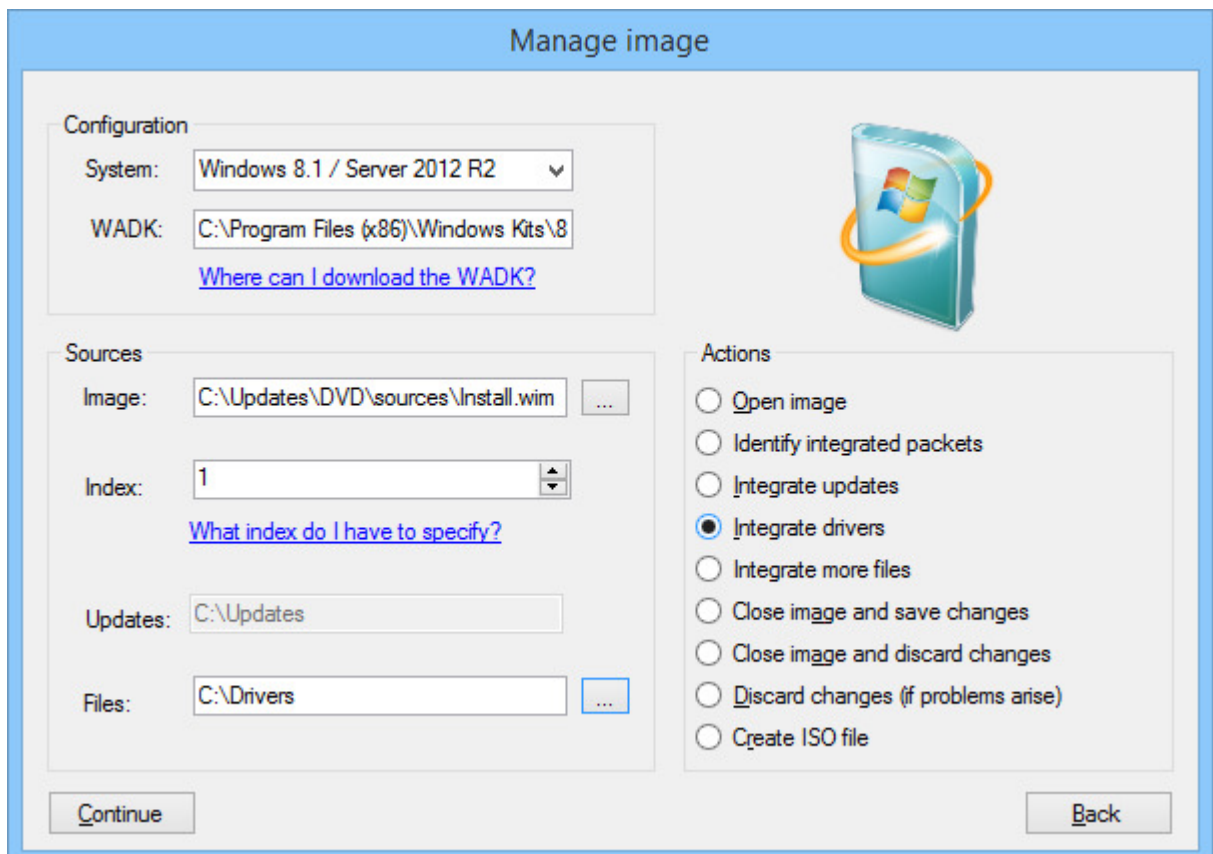 Manage image
Configuration
System: Windows 8.1 / Server 2012 R2
WADK: C:\Program Files (x86)\Windows Kits\8
Where can I download the WADK?
Sources
Image: C:\Updates\DVD\sources\Install.wim ...
Index: 1
What index do I have to specify?
Updates: C:\Updates
Files: C:\Drivers ...
Actions
Open image
Identify integrated packets
Integrate updates
Integrate drivers
Integrate more files
Close image and save changes
Close image and discard changes
Discard changes (if problems arise)
Create ISO file
Continue
Back